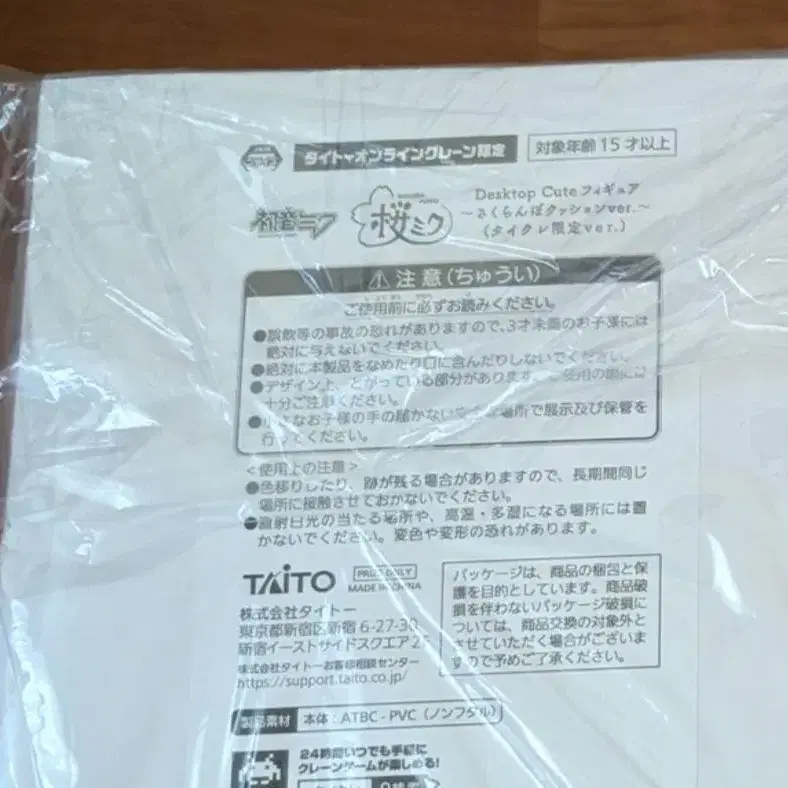 タイトーオンラインクレーン限定
対象年齢15才以上
初音ミク
桜ミク
Desktop Cute フィギュア
～さくらんぼクッションver.～
(タイクレ限定ver.)
注意(ちゅうい)
ご使用前に必ずお読みください。
●誤飲等の事故の恐れがありますので、3才未満のお子様には
絶対に与えないでください。
●絶対に本製品をなめたり口に含んだりしないでください。
●デザイン上、とがっている部分があります。ご使用の際には
十分ご注意ください。
●小さなお子様の手の届かない安全な場所で展示及び保管を
行ってください。
<使用上の注意>
●色移りしたり、跡が残る場合がありますので、長期間同じ
場所に接触させておかないでください。
●直射日光の当たる場所や、高温・多湿になる場所には置
かないでください。変色や変形の恐れがあります。
TAITO
PRIZE ONLY
MADE IN CHINA
株式会社タイトー
東京都新宿区新宿 6-27-30
新宿イーストサイドスクエア2F
株式会社タイトーお客様相談センター
https://support.taito.co.jp/
パッケージは、商品の梱包と保
護を目的としています。商品破
損を伴わないパッケージ破損に
ついては、商品交換の対象外と
させていただく場合がございま
すので予めご了承ください。
製品素材 本体：ATBC-PVC（ノンフタル）
24時間いつでも手軽に
クレーンゲームが楽しめる!